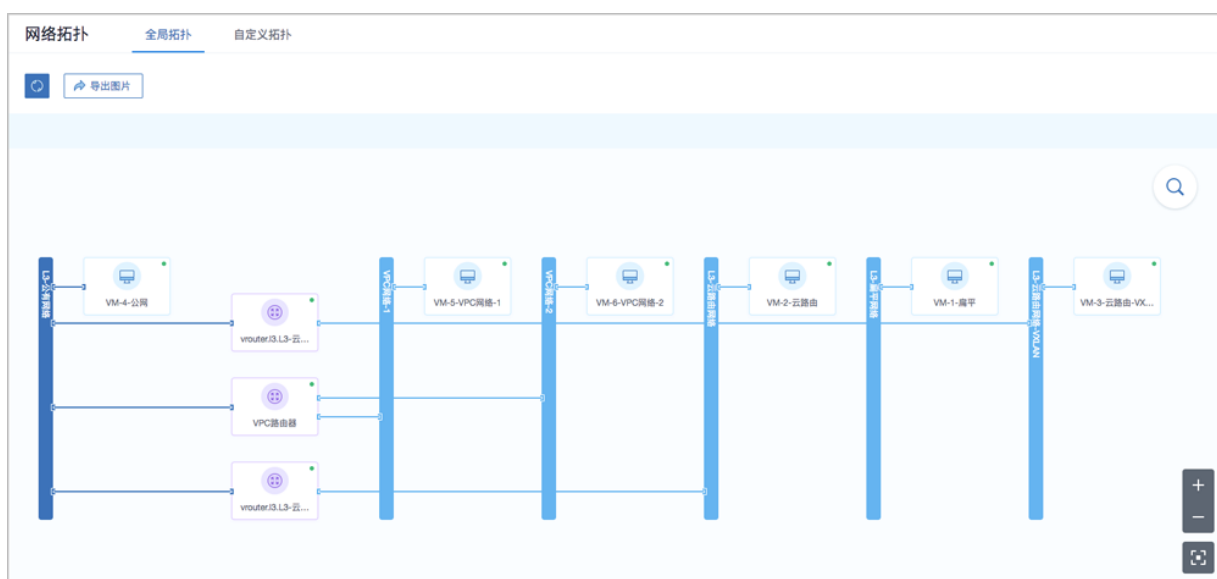 网络拓扑
全局拓扑
自定义拓扑
导出图片
L3-公有网络
VM-4-公网
VPC网络-1
VM-5-VPC网络-1
VPC网络-2
VM-6-VPC网络-2
L3-云路由网络
VM-2-云路由
L3-扁平网络
VM-1-扁平
L3-云路由网络-VXLAN
VM-3-云路由-VX...
vrouter.l3.L3-云...
VPC路由器
vrouter.l3.L3-云...